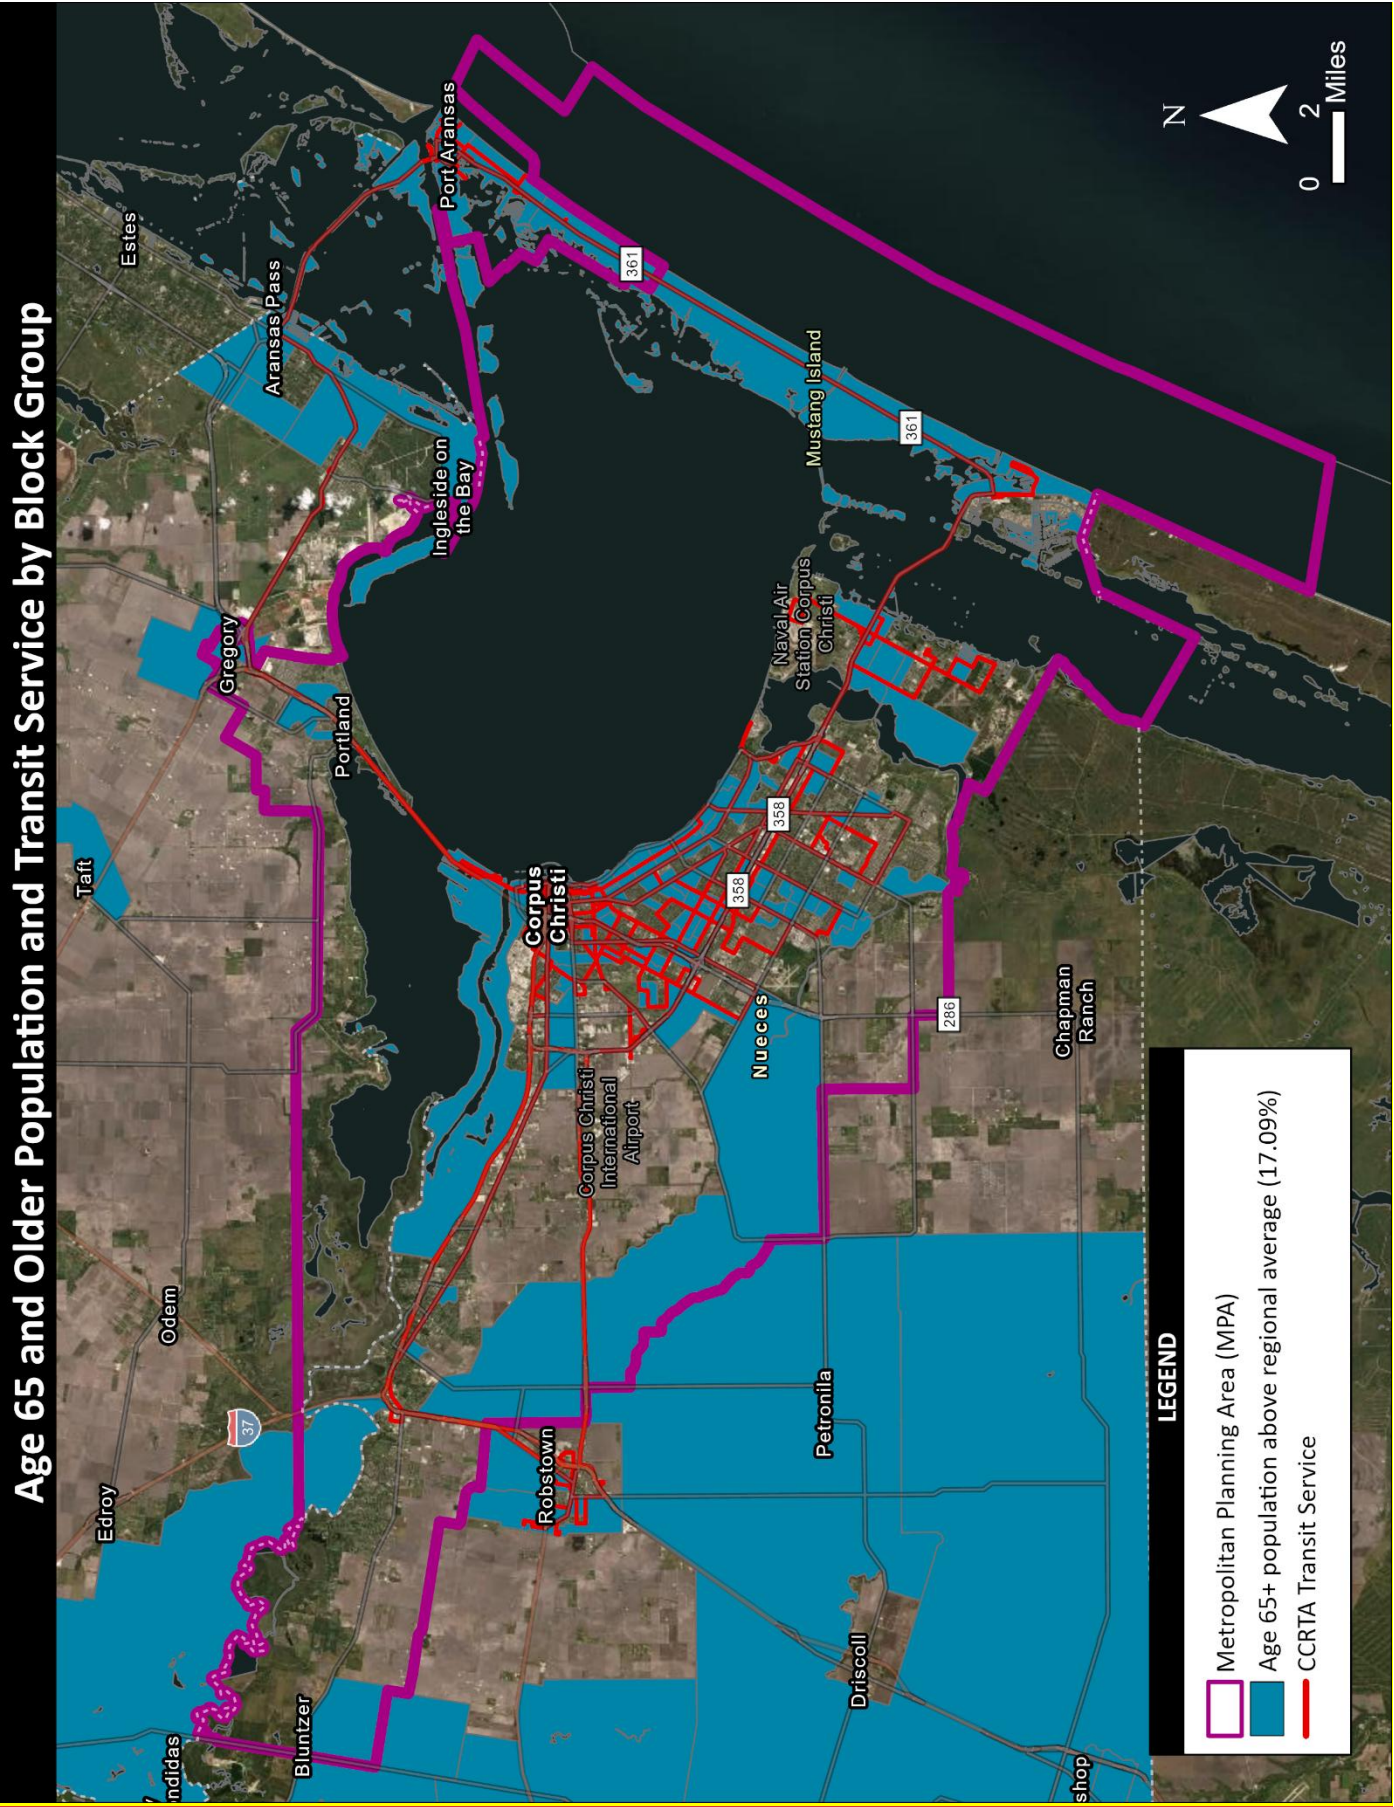 Age 65 and Older Population and Transit Service by Block Group
Estes
Aransas Pass
Port Aransas
Ingleside on
the Bay
Gregory
Portland
Taft
Odem
Edroy
37
ndidas
Bluntzer
361
Mustang Island
361
Naval Air
Station Corpus
Christi
358
358
Corpus
Christi
Nueces
Corpus Christi
International
Airport
286
Chapman
Ranch
Robstown
Petronila
Driscoll
shop
N
0 2
Miles
LEGEND
Metropolitan Planning Area (MPA)
Age 65+ population above regional average (17.09%)
CCRTA Transit Service